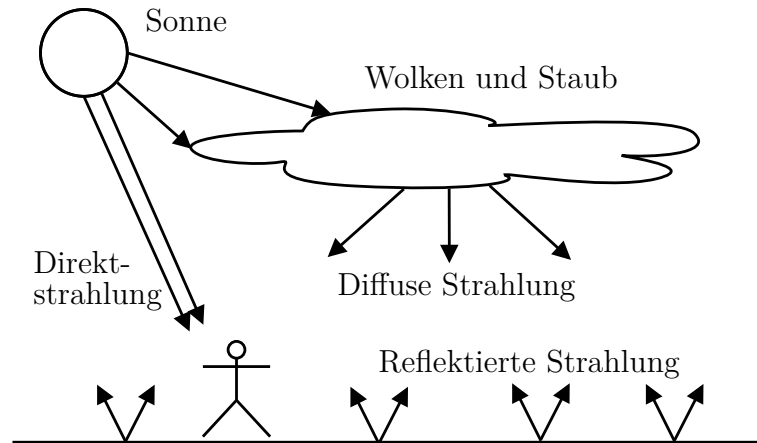 Sonne
Wolken und Staub
Direkt-
strahlung
Diffuse Strahlung
Reflektierte Strahlung